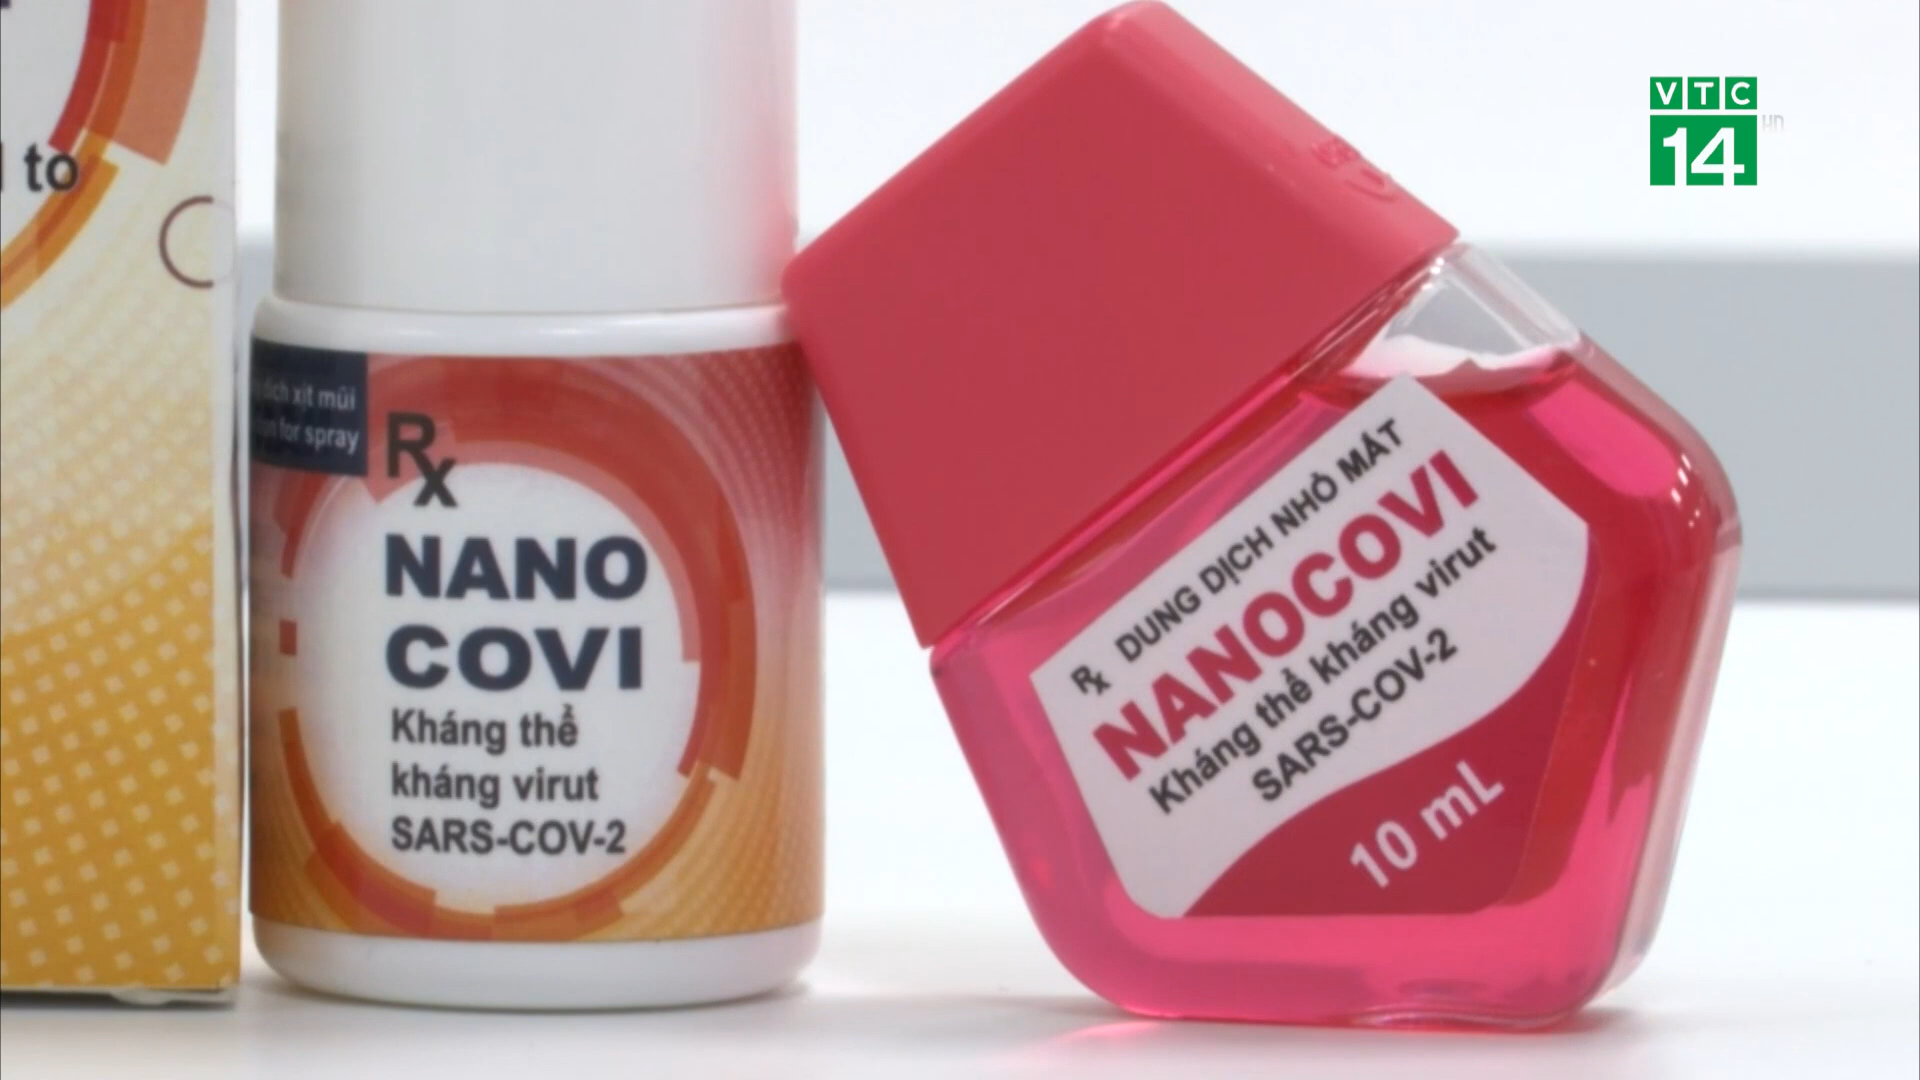 to
dịch xịt mũi
for spray
Rx
NANO
COVI
Kháng thể
kháng virut
SARS-COV-2
Rx DUNG DỊCH NHỎ MẮT
NANOCOVI
Kháng thể kháng virut
SARS-COV-2
10 mL
VTC
14